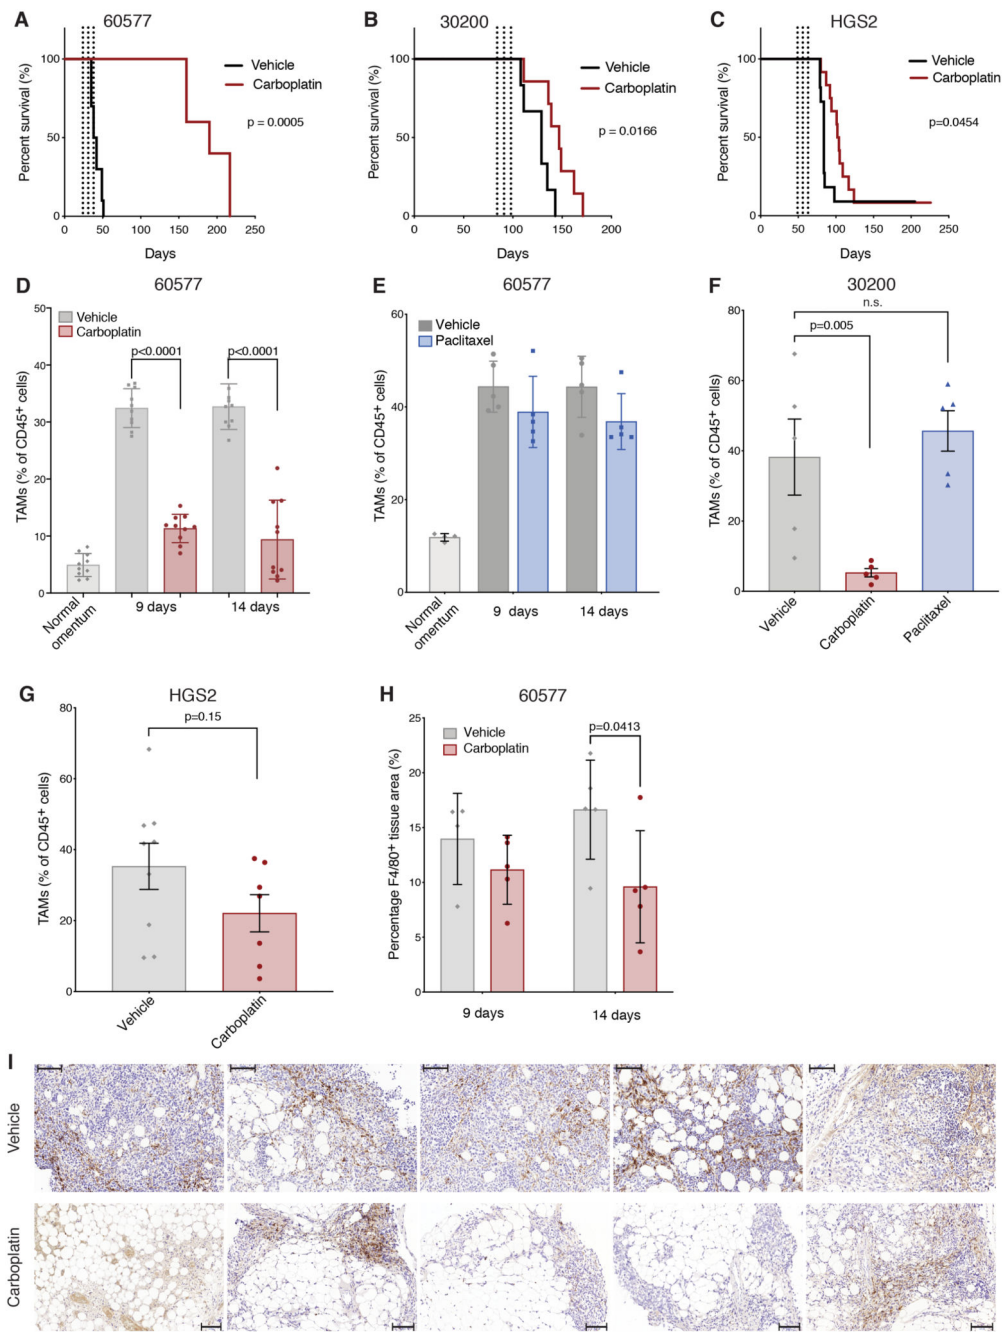 A
60577
Percent survival (%)
100
50
0
0
50
100
150
200
250
Days
Vehicle
Carboplatin
p = 0.0005
B
30200
Percent survival (%)
100
50
0
0
50
100
150
200
Days
Vehicle
Carboplatin
p = 0.0166
C
HGS2
Percent survival (%)
100
50
0
0
50
100
150
200
250
Days
Vehicle
Carboplatin
p=0.0454
D
60577
TAMs (% of CD45+ cells)
50
40
30
20
10
0
Vehicle
Carboplatin
p<0.0001
p<0.0001
Normal
omentum
9 days
14 days
E
60577
TAMs (% of CD45+ cells)
60
40
20
0
Vehicle
Paclitaxel
Normal
omentum
9 days
14 days
F
30200
TAMs (% of CD45+ cells)
80
60
40
20
0
n.s.
p=0.005
Vehicle
Carboplatin
Paclitaxel
G
HGS2
TAMs (% of CD45+ cells)
80
60
40
20
0
p=0.15
Vehicle
Carboplatin
H
60577
Percentage F4/80+ tissue area (%)
25
20
15
10
5
0
Vehicle
Carboplatin
p=0.0413
9 days
14 days
I
Vehicle
Carboplatin